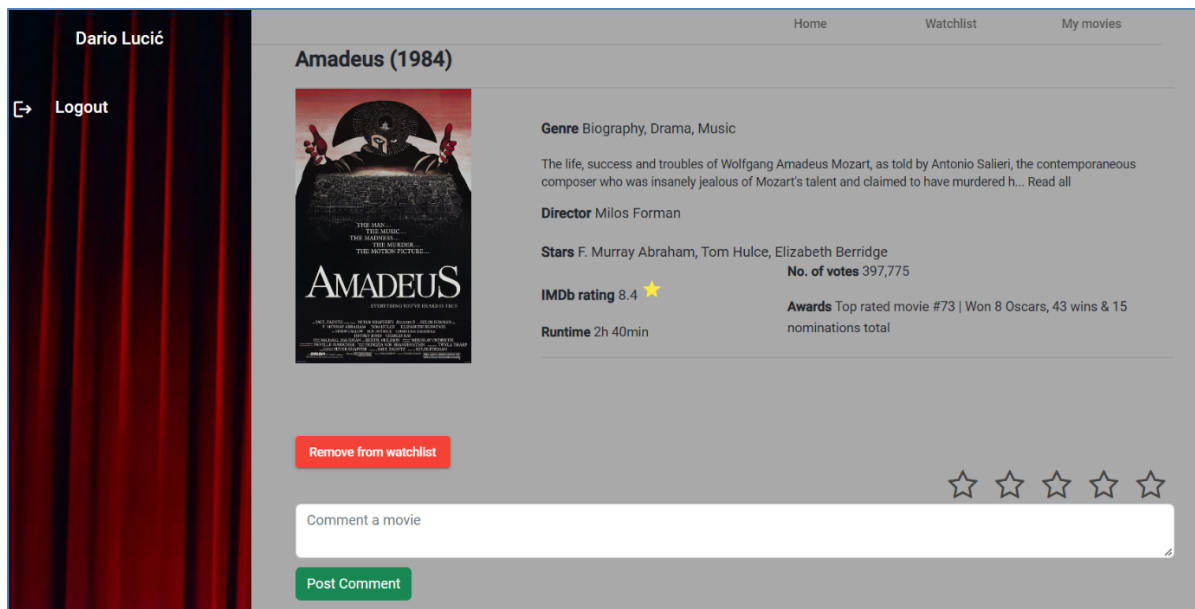 Dario Lucić
Logout
Home Watchlist My movies
Amadeus (1984)
THE MAN...
THE MUSIC...
THE MADNESS...
THE MURDER...
THE MOTION PICTURE...
AMADEUS
Genre Biography, Drama, Music
The life, success and troubles of Wolfgang Amadeus Mozart, as told by Antonio Salieri, the contemporaneous
composer who was insanely jealous of Mozart's talent and claimed to have murdered h... Read all
Director Milos Forman
Stars F. Murray Abraham, Tom Hulce, Elizabeth Berridge
No. of votes 397,775
IMDb rating 8.4
Awards Top rated movie #73 | Won 8 Oscars, 43 wins & 15
nominations total
Runtime 2h 40min
Remove from watchlist
Comment a movie
Post Comment